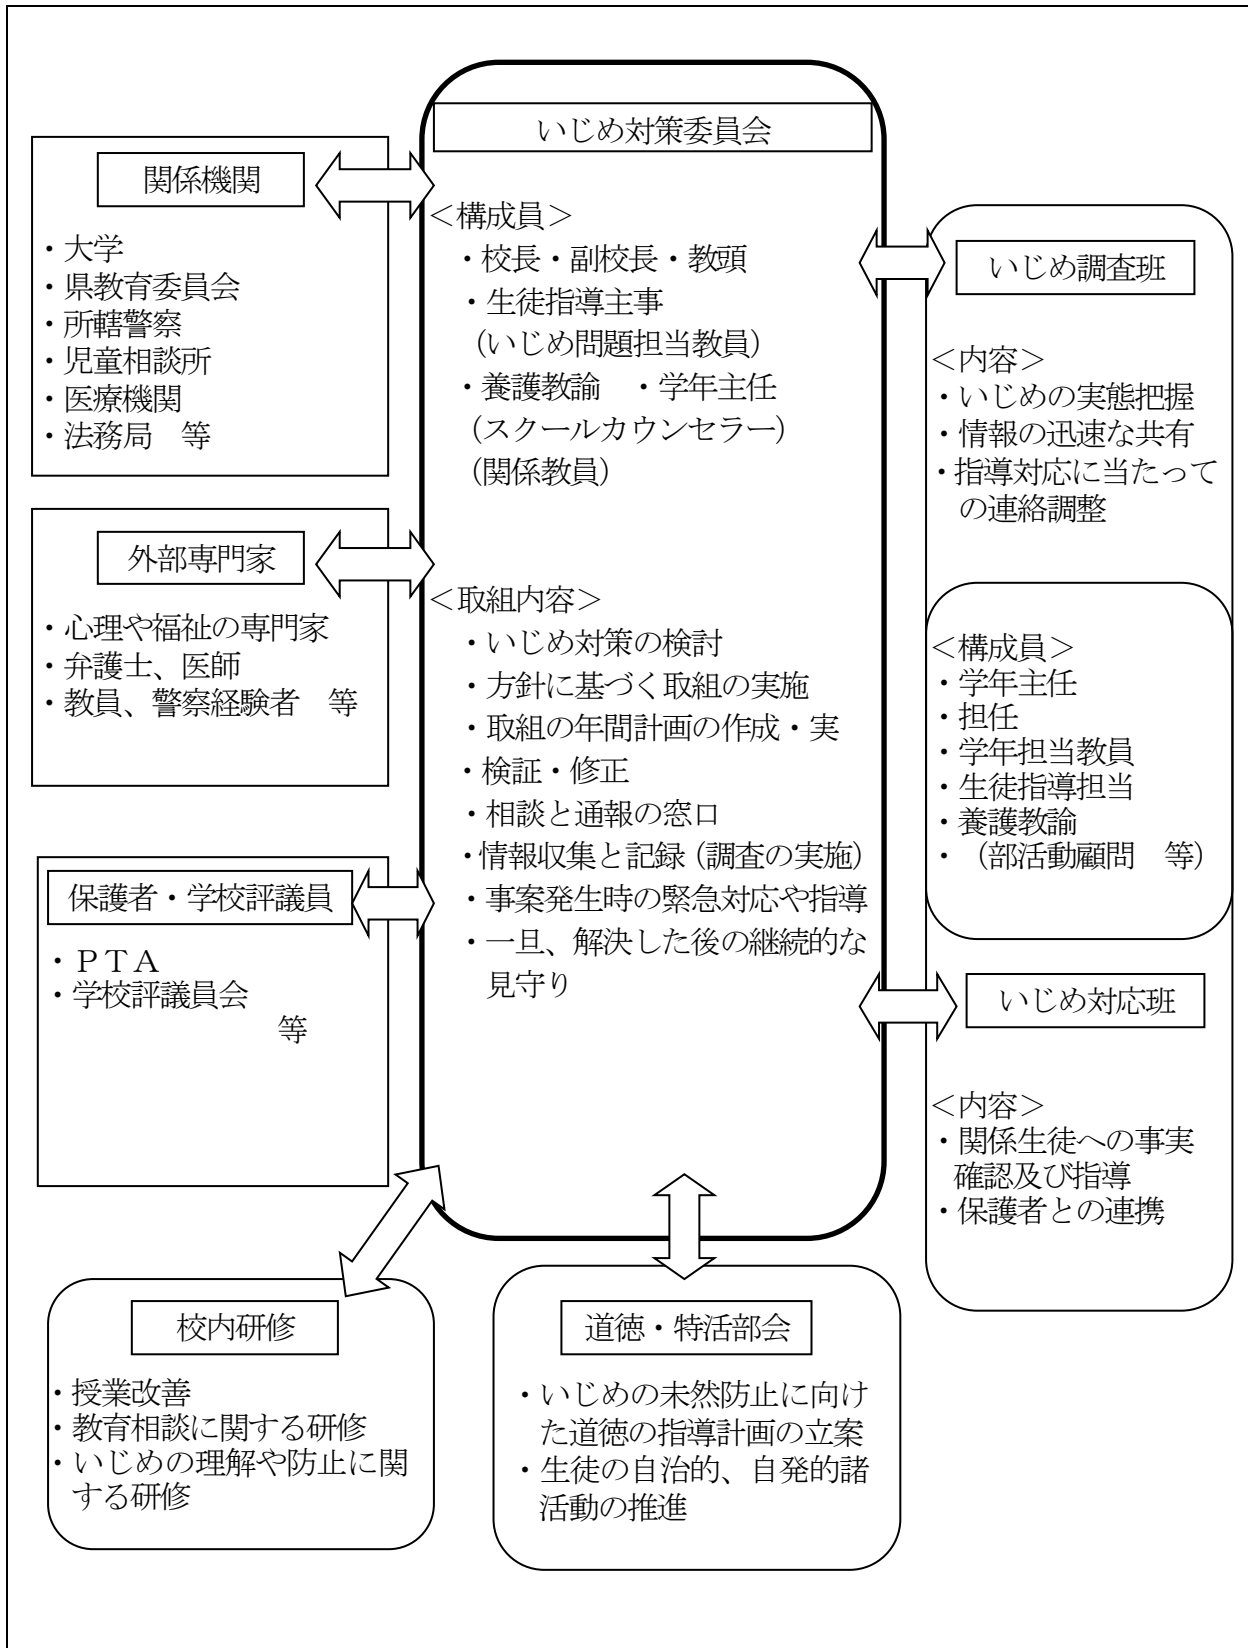 いじめ対策委員会
＜構成員＞
・校長・副校長・教頭
・生徒指導主事
（いじめ問題担当教員）
・養護教諭　・学年主任
（スクールカウンセラー）
（関係教員）
＜取組内容＞
・いじめ対策の検討
・方針に基づく取組の実施
・取組の年間計画の作成・実
・検証・修正
・相談と通報の窓口
・情報収集と記録（調査の実施）
・事案発生時の緊急対応や指導
・一旦、解決した後の継続的な
見守り
関係機関
・大学
・県教育委員会
・所轄警察
・児童相談所
・医療機関
・法務局　等
外部専門家
・心理や福祉の専門家
・弁護士、医師
・教員、警察経験者　等
保護者・学校評議員
・ＰＴＡ
・学校評議員会
等
いじめ調査班
＜内容＞
・いじめの実態把握
・情報の迅速な共有
・指導対応に当たって
の連絡調整
＜構成員＞
・学年主任
・担任
・学年担当教員
・生徒指導担当
・養護教諭
・（部活動顧問　等）
いじめ対応班
＜内容＞
・関係生徒への事実
確認及び指導
・保護者との連携
校内研修
・授業改善
・教育相談に関する研修
・いじめの理解や防止に関
する研修
道徳・特活部会
・いじめの未然防止に向け
た道徳の指導計画の立案
・生徒の自治的、自発的諸
活動の推進